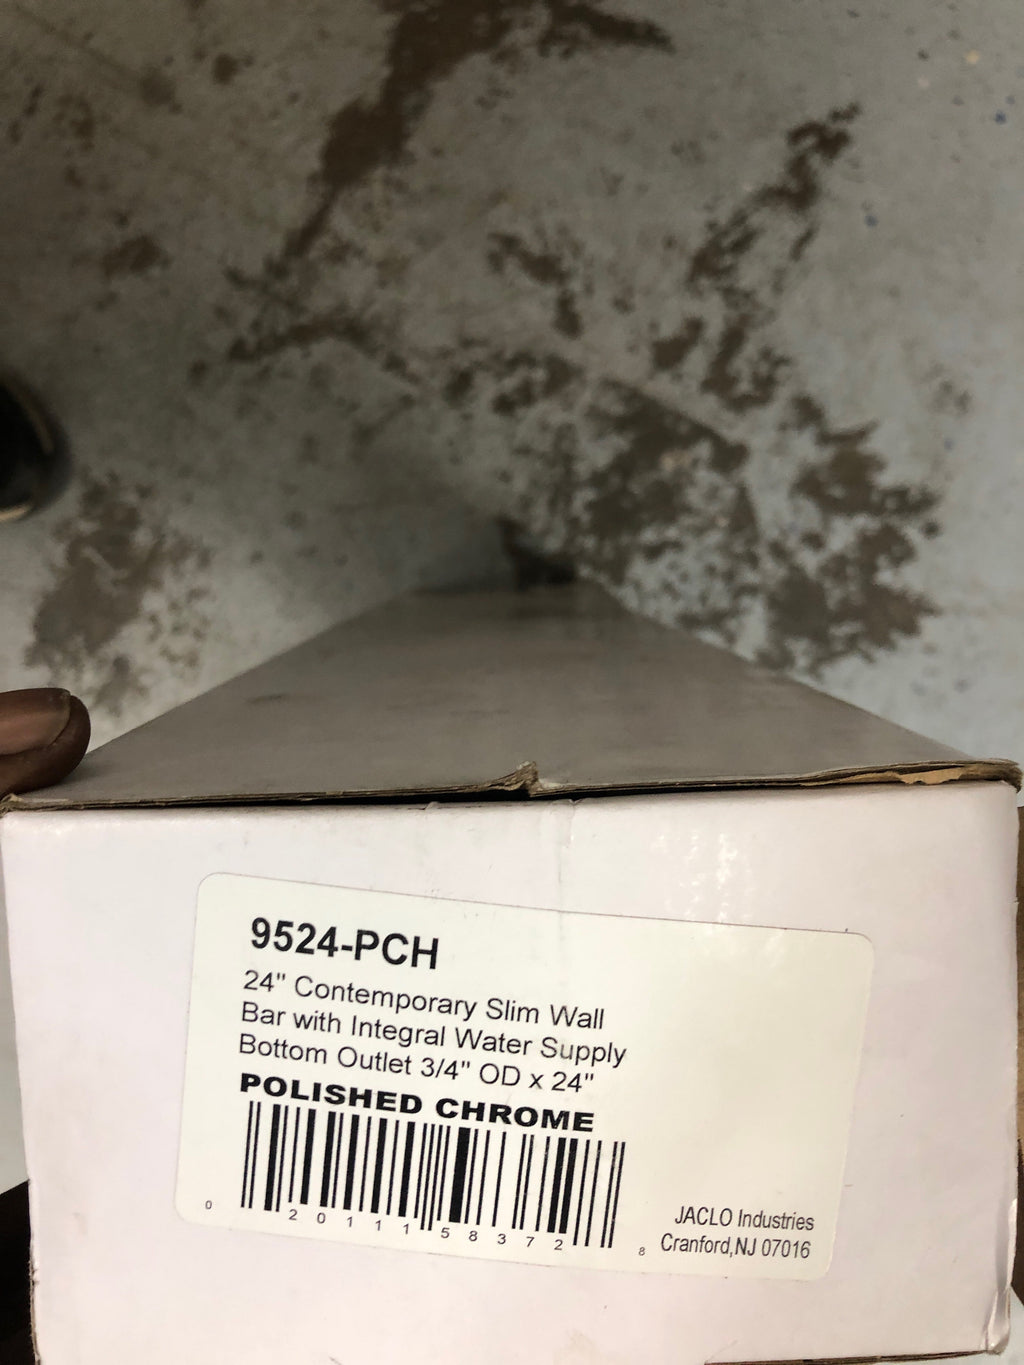 9524-PCH
24" Contemporary Slim Wall
Bar with Integral Water Supply
Bottom Outlet 3/4" OD x 24"
POLISHED CHROME
0 20111 58372 8
JACLO Industries
Cranford,NJ 07016